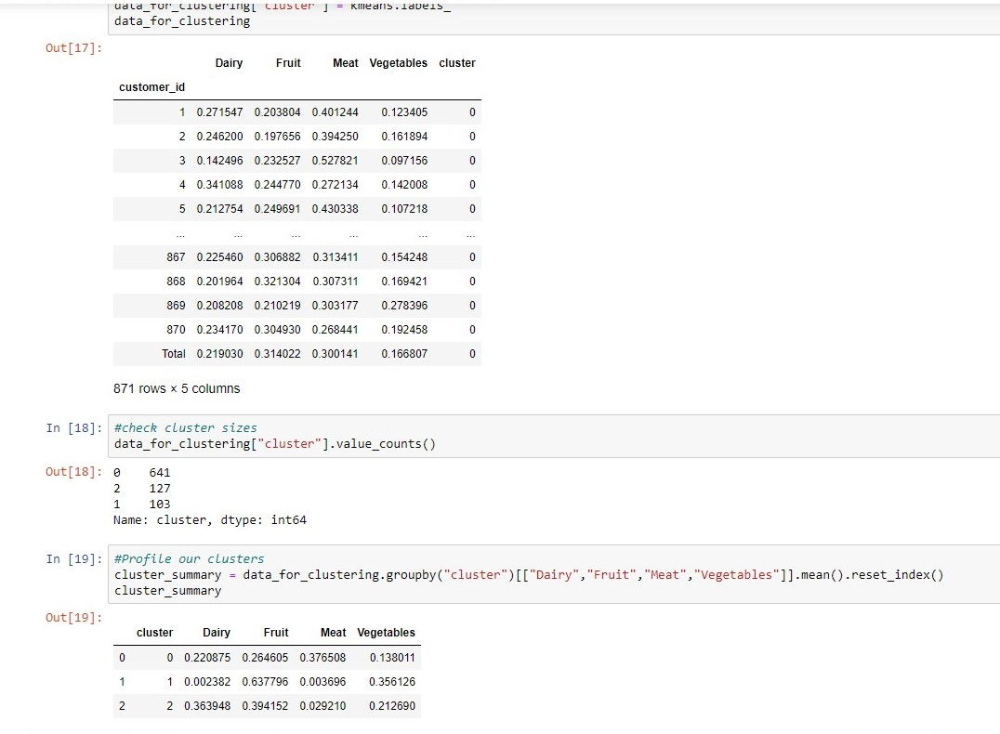 data_for_clustering[ "cluster" ] = kmeans.labels_
data_for_clustering
Out[17]:
Dairy Fruit Meat Vegetables cluster
customer_id
1 0.271547 0.203804 0.401244 0.123405 0
2 0.246200 0.197656 0.394250 0.161894 0
3 0.142496 0.232527 0.527821 0.097156 0
4 0.341088 0.244770 0.272134 0.142008 0
5 0.212754 0.249691 0.430338 0.107218 0
... ... ... ... ... ...
867 0.225460 0.306882 0.313411 0.154248 0
868 0.201964 0.321304 0.307311 0.169421 0
869 0.208208 0.210219 0.303177 0.278396 0
870 0.234170 0.304930 0.268441 0.192458 0
Total 0.219030 0.314022 0.300141 0.166807 0
871 rows × 5 columns
In [18]: #check cluster sizes
data_for_clustering["cluster"].value_counts()
Out[18]: 0 641
2 127
1 103
Name: cluster, dtype: int64
In [19]: #Profile our clusters
cluster_summary = data_for_clustering.groupby("cluster")[["Dairy","Fruit","Meat","Vegetables"]].mean().reset_index()
cluster_summary
Out[19]:
cluster Dairy Fruit Meat Vegetables
0 0 0.220875 0.264605 0.376508 0.138011
1 1 0.002382 0.637796 0.003696 0.356126
2 2 0.363948 0.394152 0.029210 0.212690